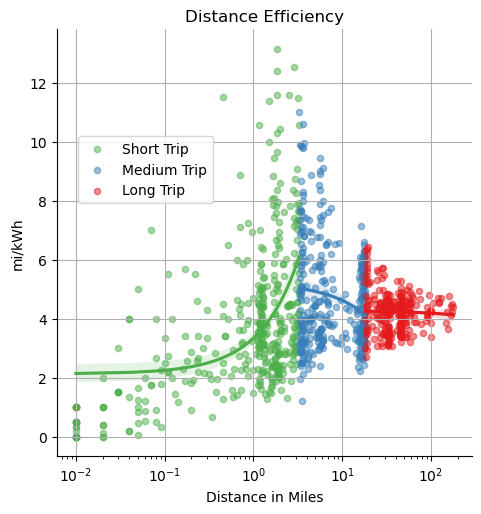 Distance Efficiency
mi/kWh
12
10
8
6
4
2
0
Short Trip
Medium Trip
Long Trip
10⁻² 10⁻¹ 10⁰ 10¹ 10²
Distance in Miles